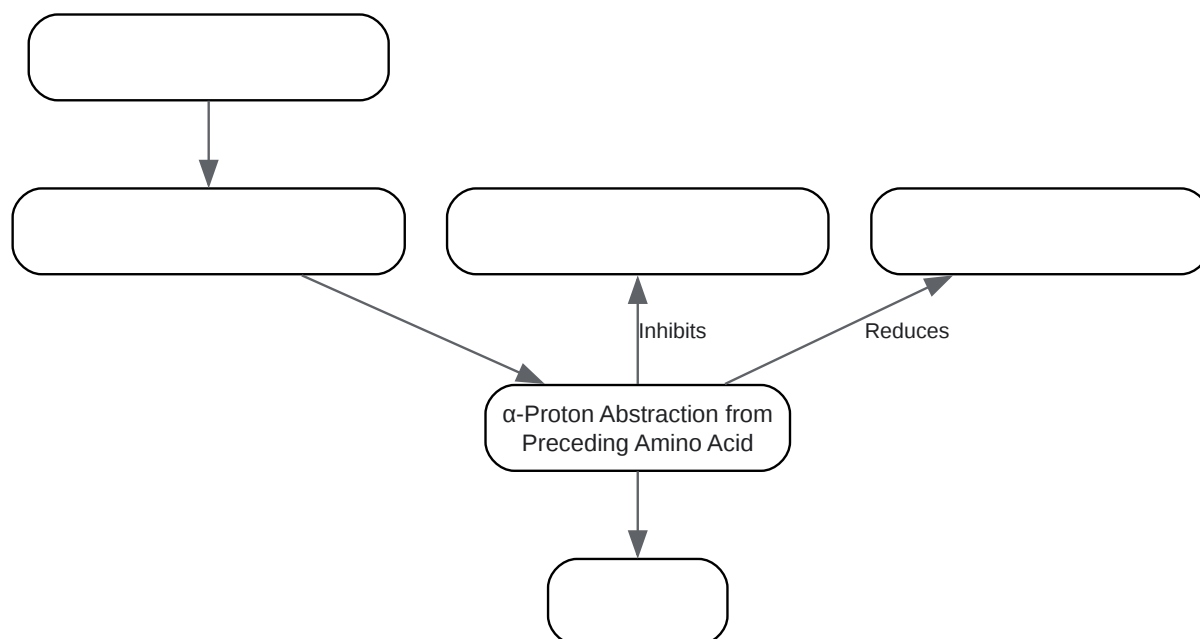 Inhibits
Reduces
α-Proton Abstraction from
Preceding Amino Acid